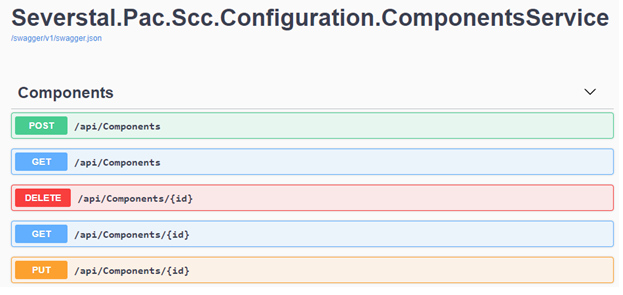 Severstal.Pac.Scc.Configuration.ComponentsService
/swagger/v1/swagger.json
Components
POST /api/Components
GET /api/Components
DELETE /api/Components/{id}
GET /api/Components/{id}
PUT /api/Components/{id}